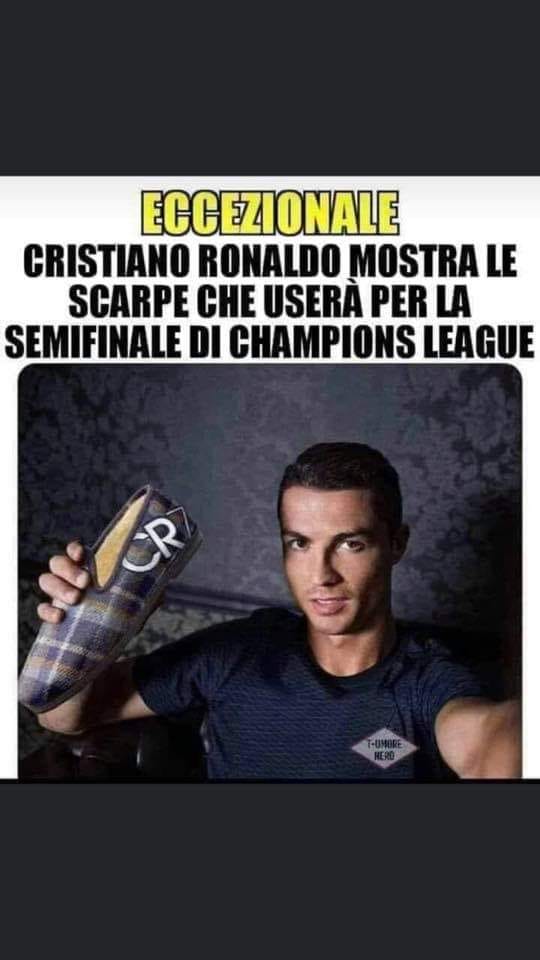 ECCEZIONALE
CRISTIANO RONALDO MOSTRA LE
SCARPE CHE USERÀ PER LA
SEMIFINALE DI CHAMPIONS LEAGUE
CR7
T-UMORE
NERO